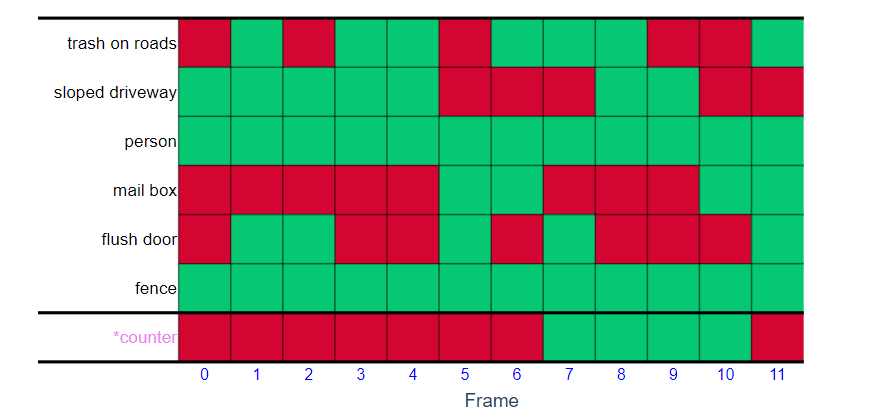 trash on roads
sloped driveway
person
mail box
flush door
fence
*counter
0 1 2 3 4 5 6 7 8 9 10 11
Frame